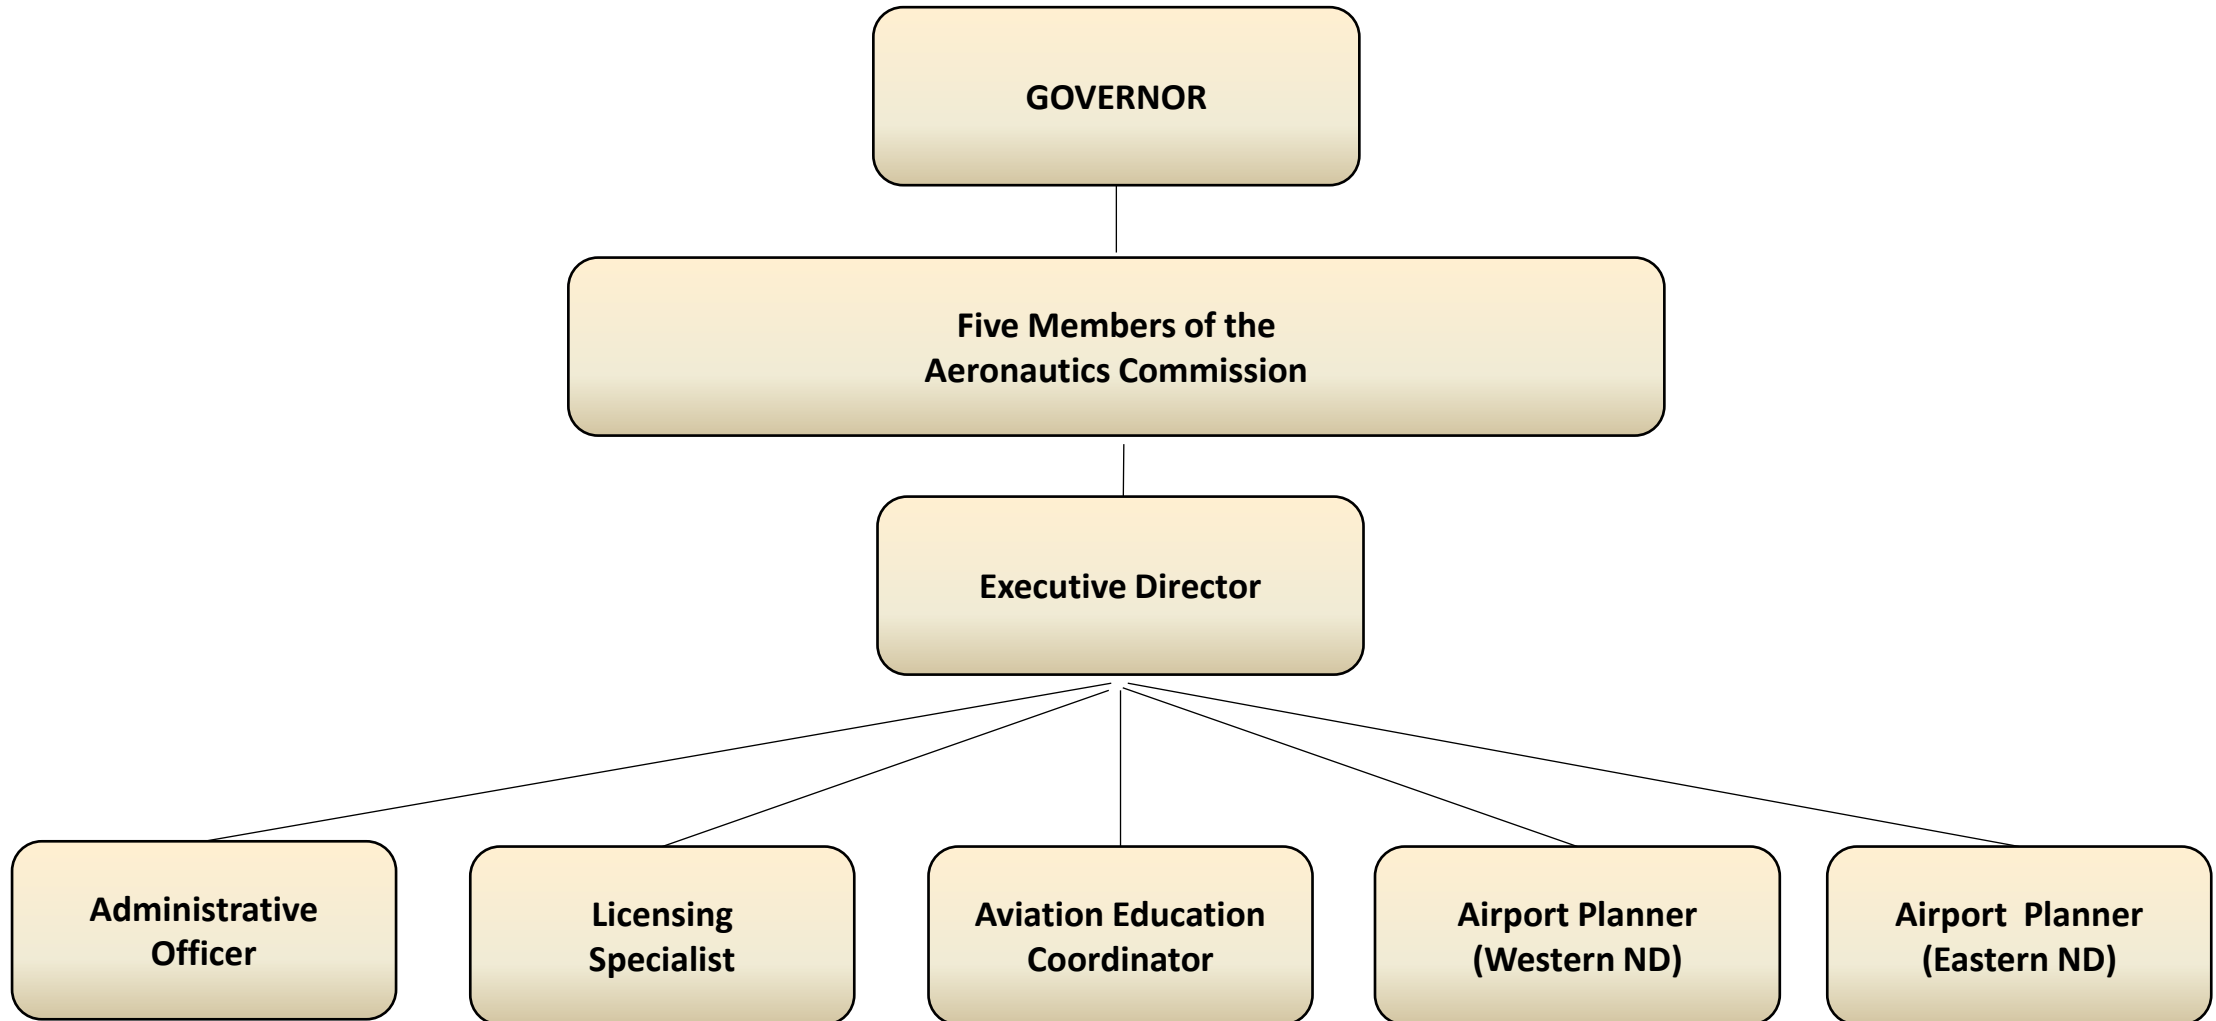 GOVERNOR
Five Members of the
Aeronautics Commission
Executive Director
Administrative
Officer
Licensing
Specialist
Aviation Education
Coordinator
Airport Planner
(Western ND)
Airport  Planner
(Eastern ND)